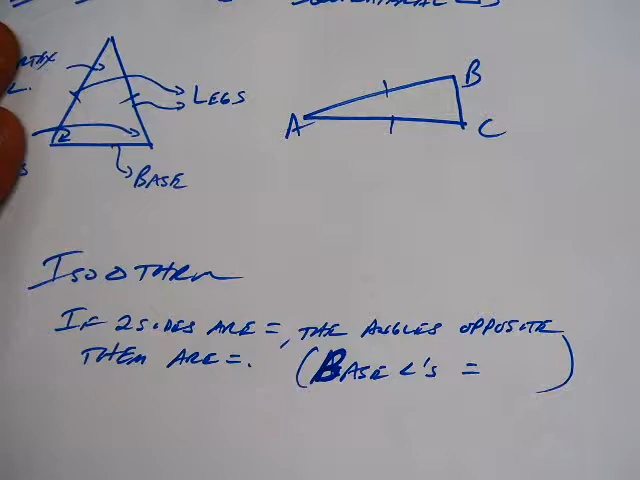 LEGS
BASE
A
B
C
ISO Δ THRM
IF 2 SIDES ARE =, THE ANGLES OPPOSITE
THEM ARE =. (BASE <'S = )